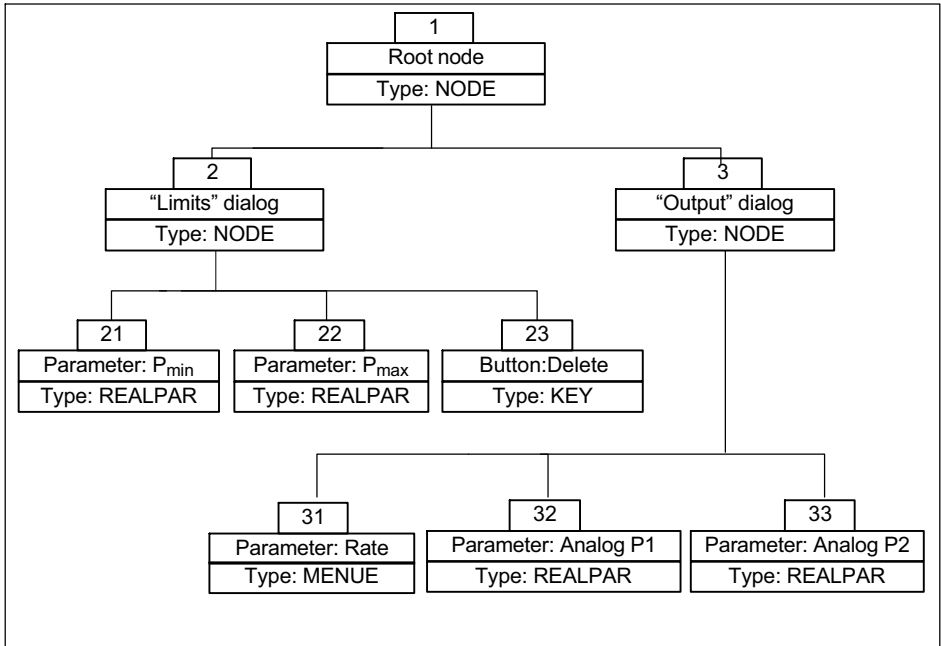 1
Root node
Type: NODE
2
“Limits” dialog
Type: NODE
3
“Output” dialog
Type: NODE
21
Parameter: Pmin
Type: REALPAR
22
Parameter: Pmax
Type: REALPAR
23
Button:Delete
Type: KEY
31
Parameter: Rate
Type: MENUE
32
Parameter: Analog P1
Type: REALPAR
33
Parameter: Analog P2
Type: REALPAR